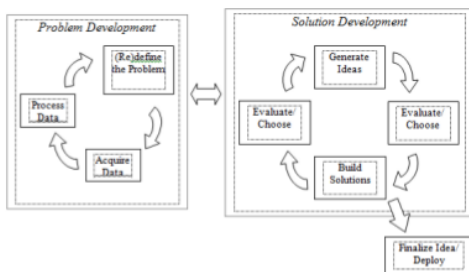 Problem Development
(Re)define
the Problem
Process
Data
Acquire
Data
Solution Development
Generate
Ideas
Evaluate/
Choose
Evaluate/
Choose
Build
Solutions
Finalize Idea/
Deploy